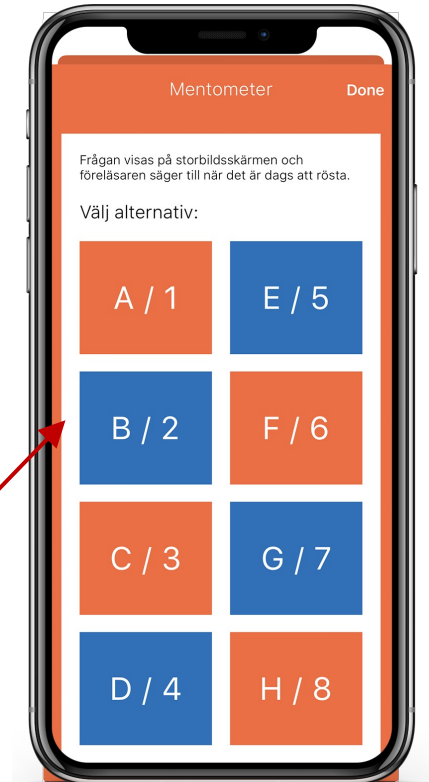 Mentometer
Done
Frågan visas på storbildsskärmen och
föreläsaren säger till när det är dags att rösta.
Välj alternativ:
A / 1
E / 5
B / 2
F / 6
C / 3
G / 7
D / 4
H / 8